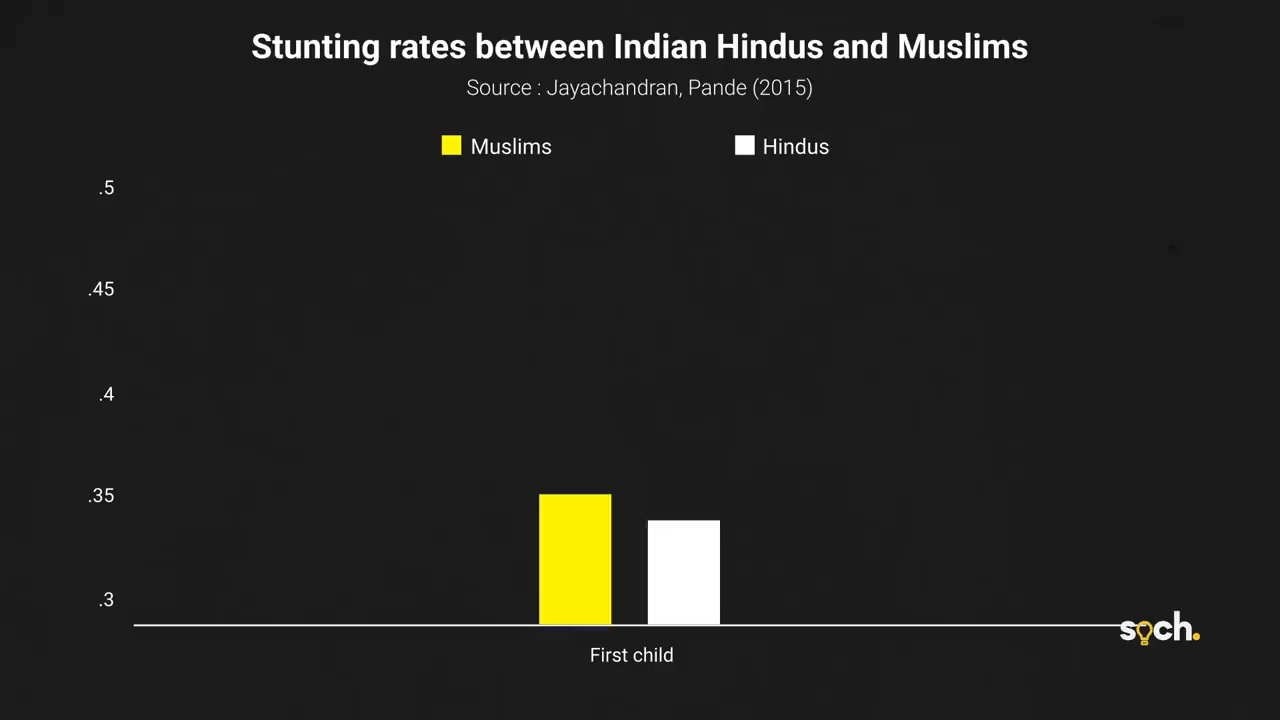 Stunting rates between Indian Hindus and Muslims
Source : Jayachandran, Pande (2015)
Muslims
Hindus
.5
.45
.4
.35
.3
First child
soch.